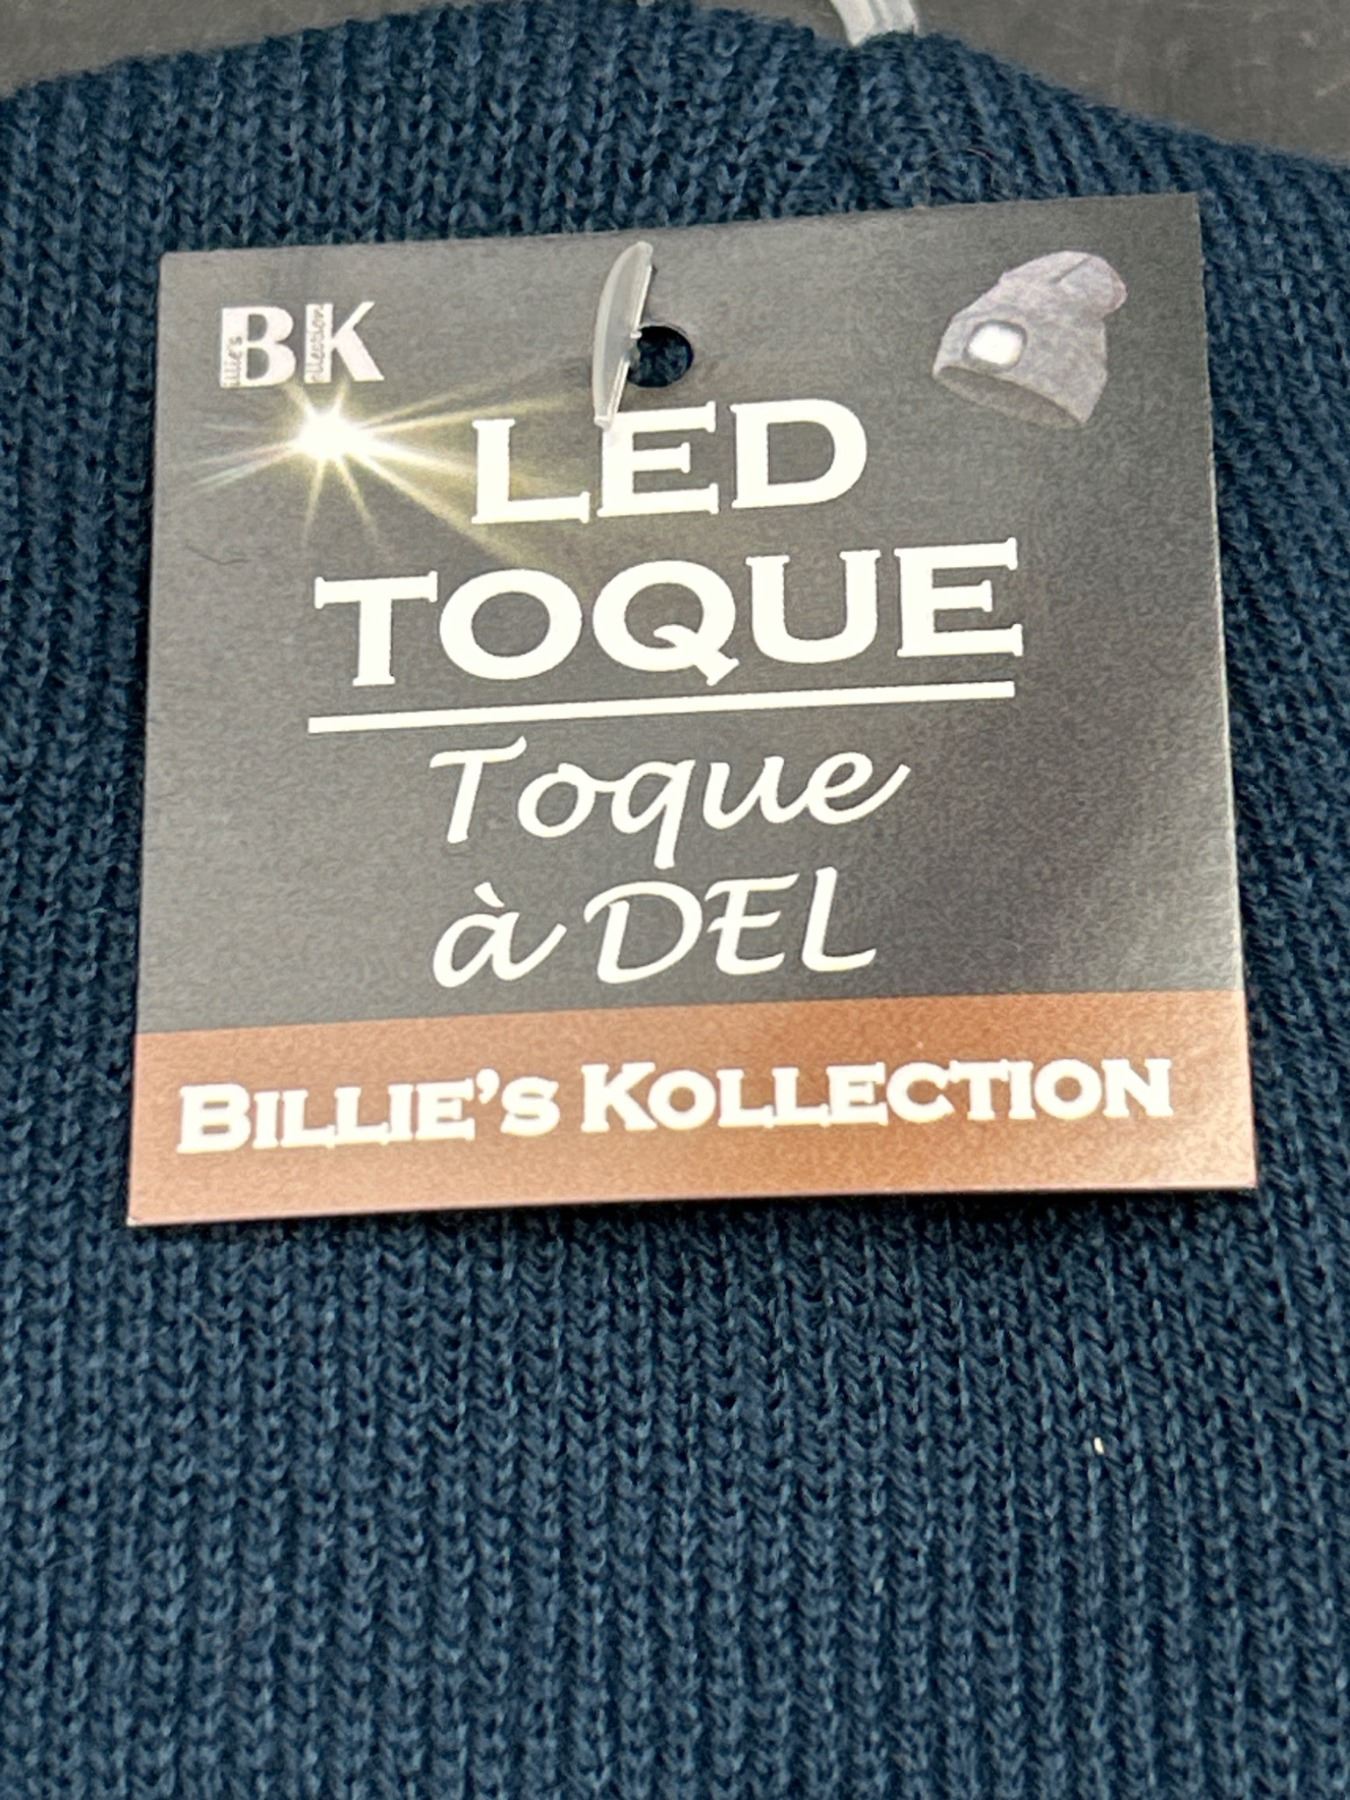 BK
LED
TOQUE
Toque
à DEL
BILLIE'S KOLLECTION